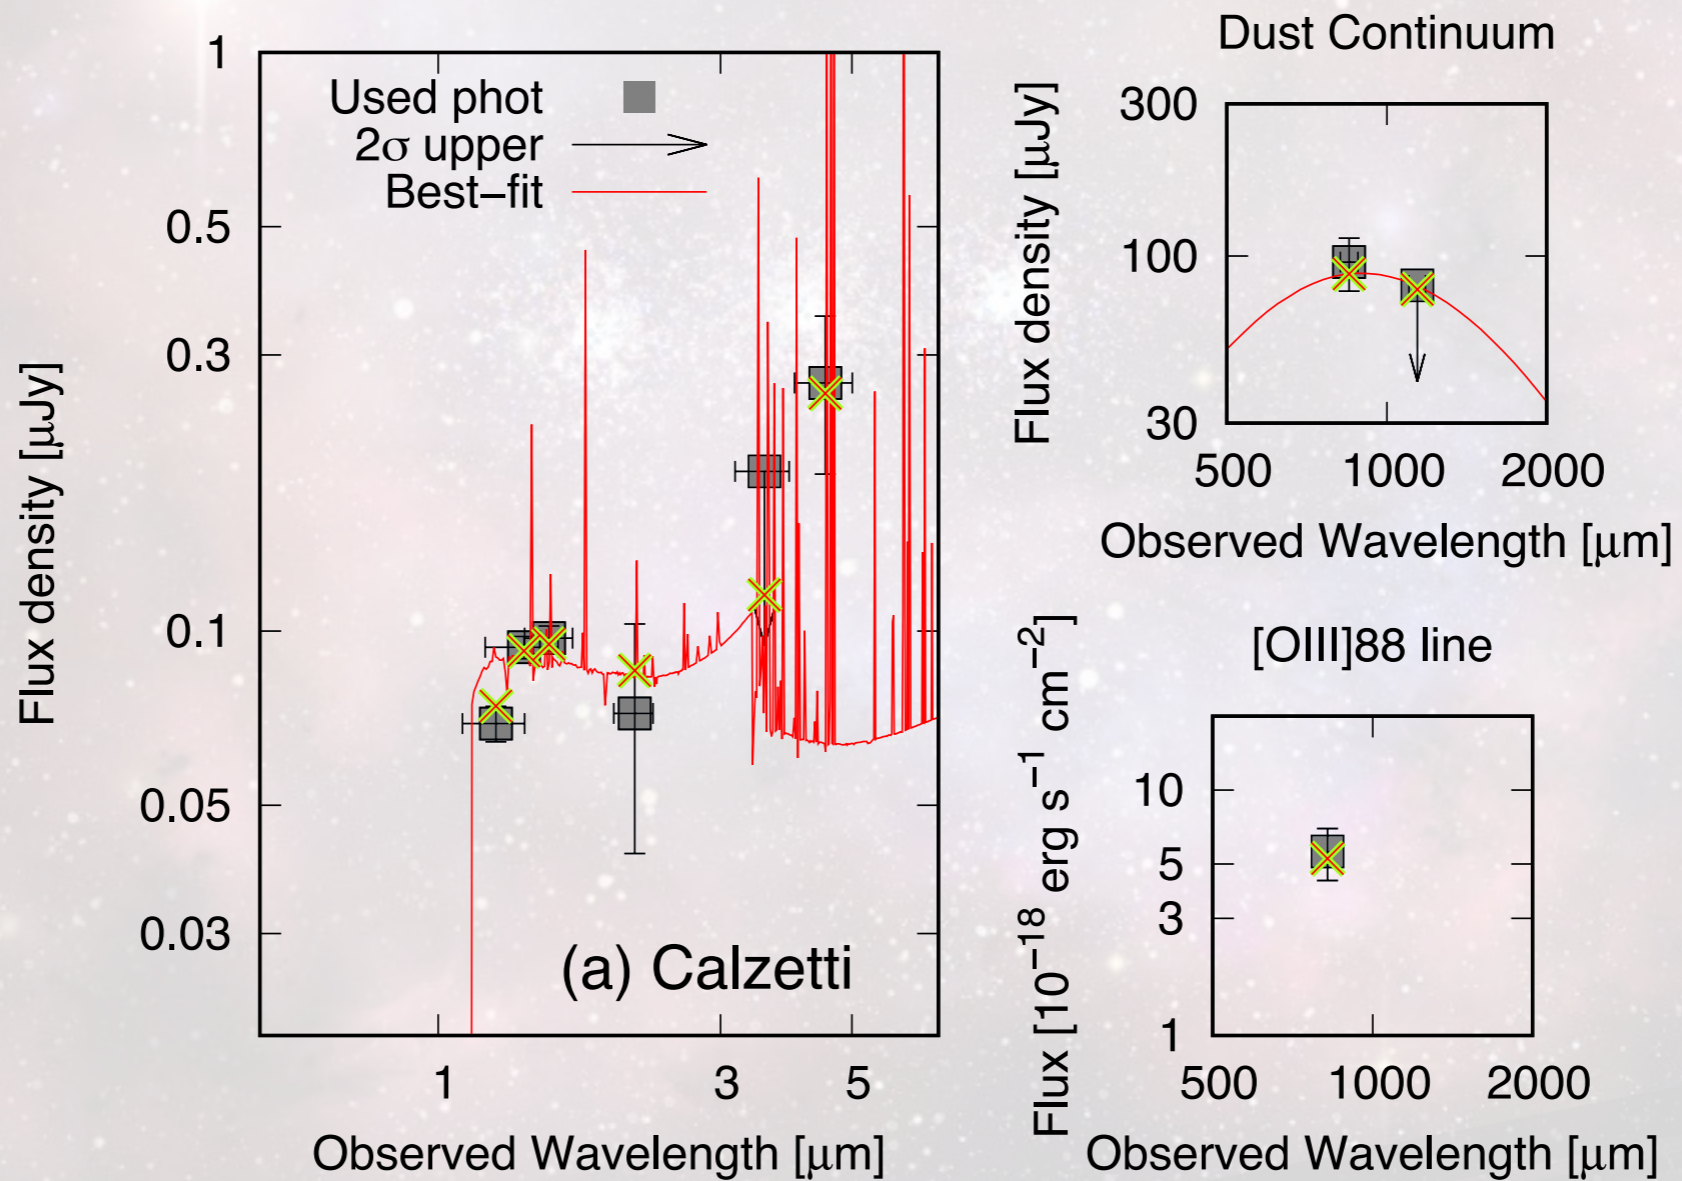 1
0.5
0.3
0.1
0.05
0.03
Flux density [μJy]
Used phot
2σ upper
Best−fit
(a) Calzetti
1 3 5
Observed Wavelength [μm]
Dust Continuum
300
100
30
Flux density [μJy]
500 1000 2000
Observed Wavelength [μm]
[OIII]88 line
10
5
3
1
Flux [10⁻¹⁸ erg s⁻¹ cm⁻²]
500 1000 2000
Observed Wavelength [μm]